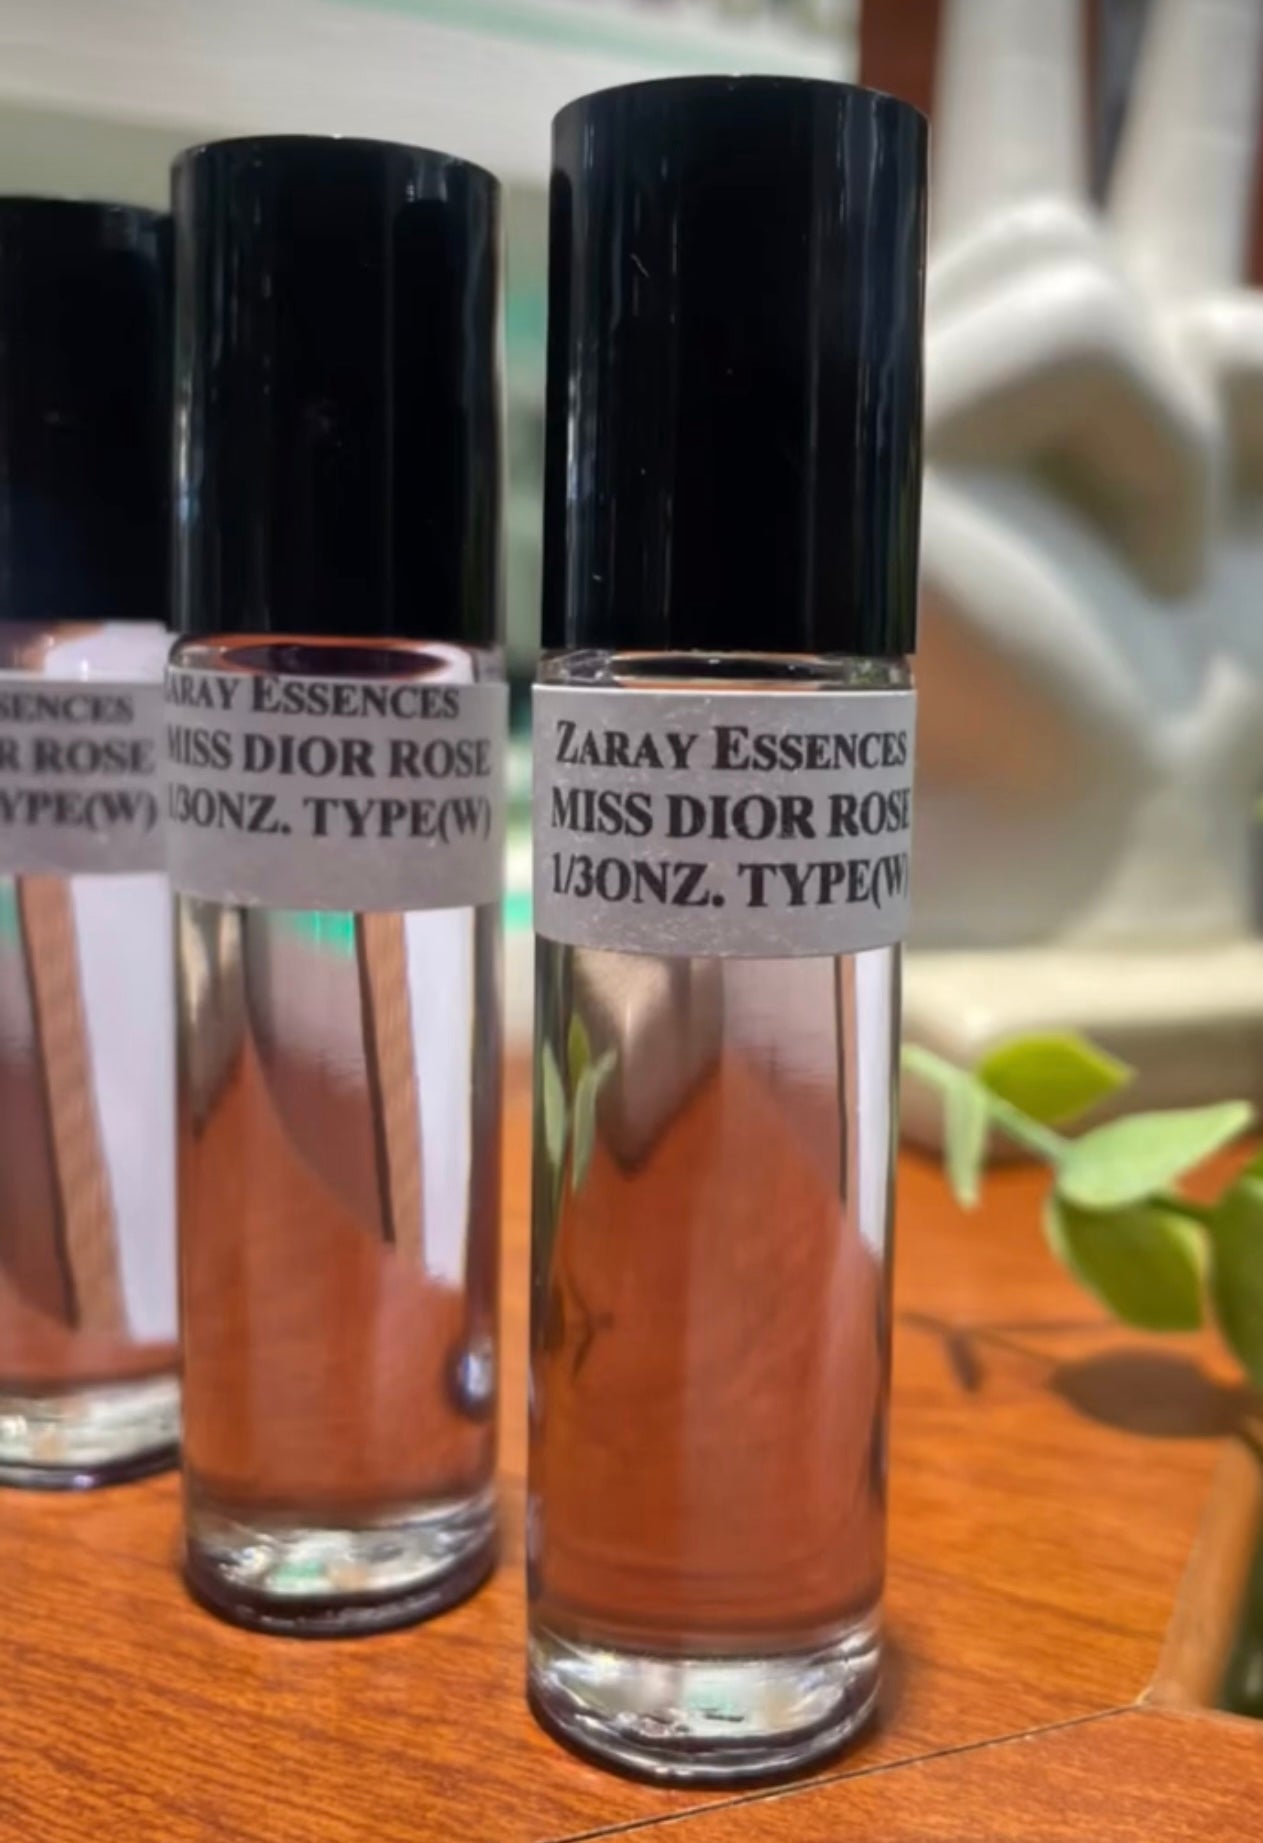 SENCES
R ROSE
YPE(W)
ZARAY ESSENCES
MISS DIOR ROSE
1/3ONZ. TYPE(W)
ZARAY ESSENCES
MISS DIOR ROSE
1/3ONZ. TYPE(W)